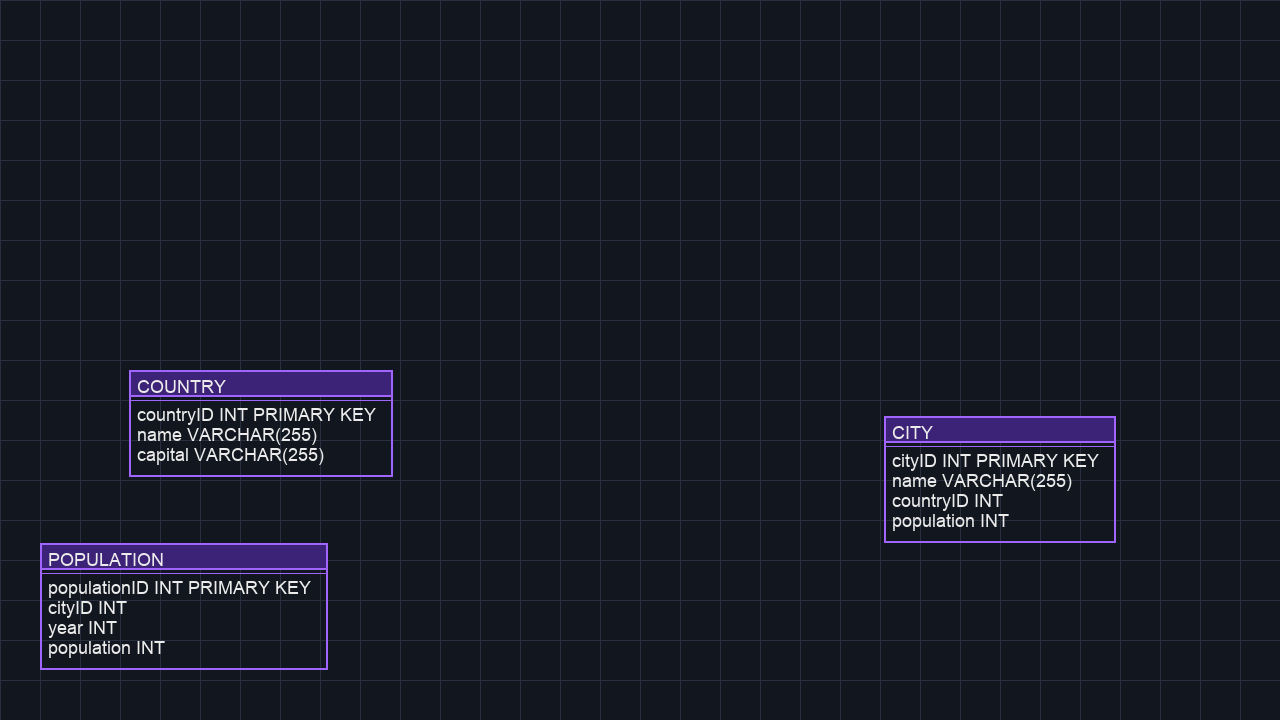 COUNTRY
countryID INT PRIMARY KEY
name VARCHAR(255)
capital VARCHAR(255)
CITY
cityID INT PRIMARY KEY
name VARCHAR(255)
countryID INT
population INT
POPULATION
populationID INT PRIMARY KEY
cityID INT
year INT
population INT